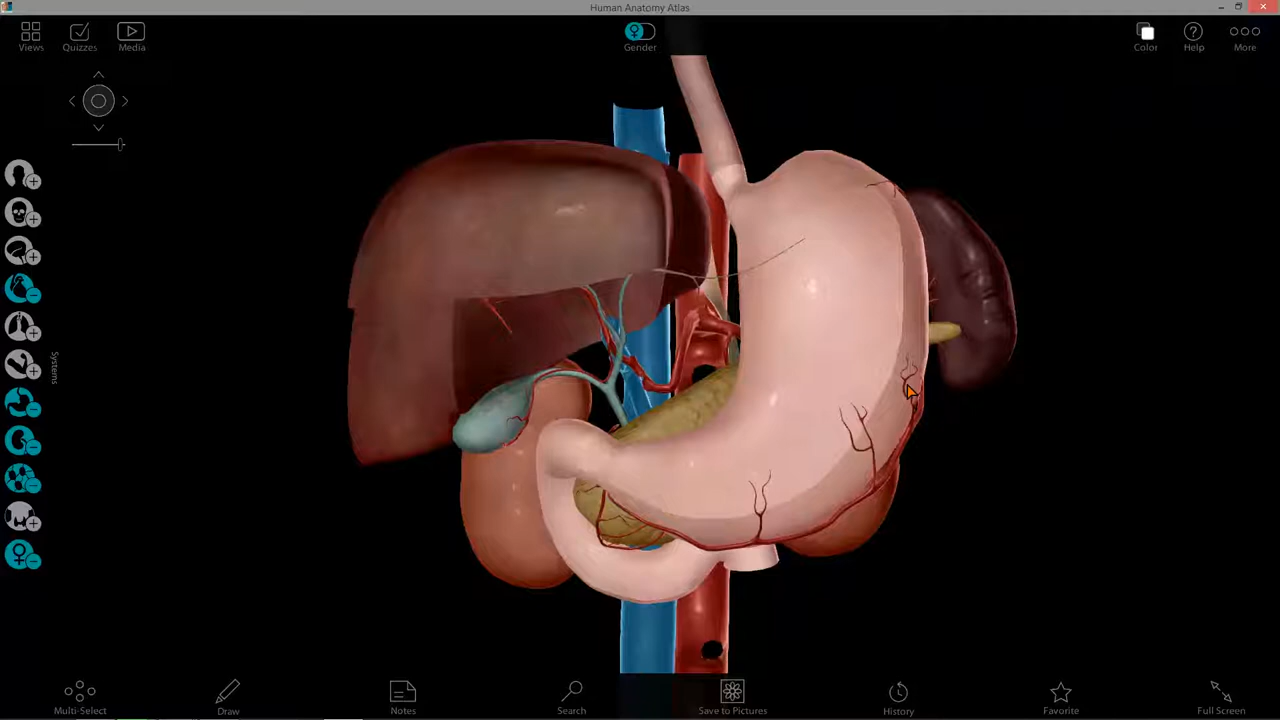 Human Anatomy Atlas
Views Quizzes Media Gender Color Help More
Systems
Multi-Select Draw Notes Search Save to Pictures History Favorite Full Screen